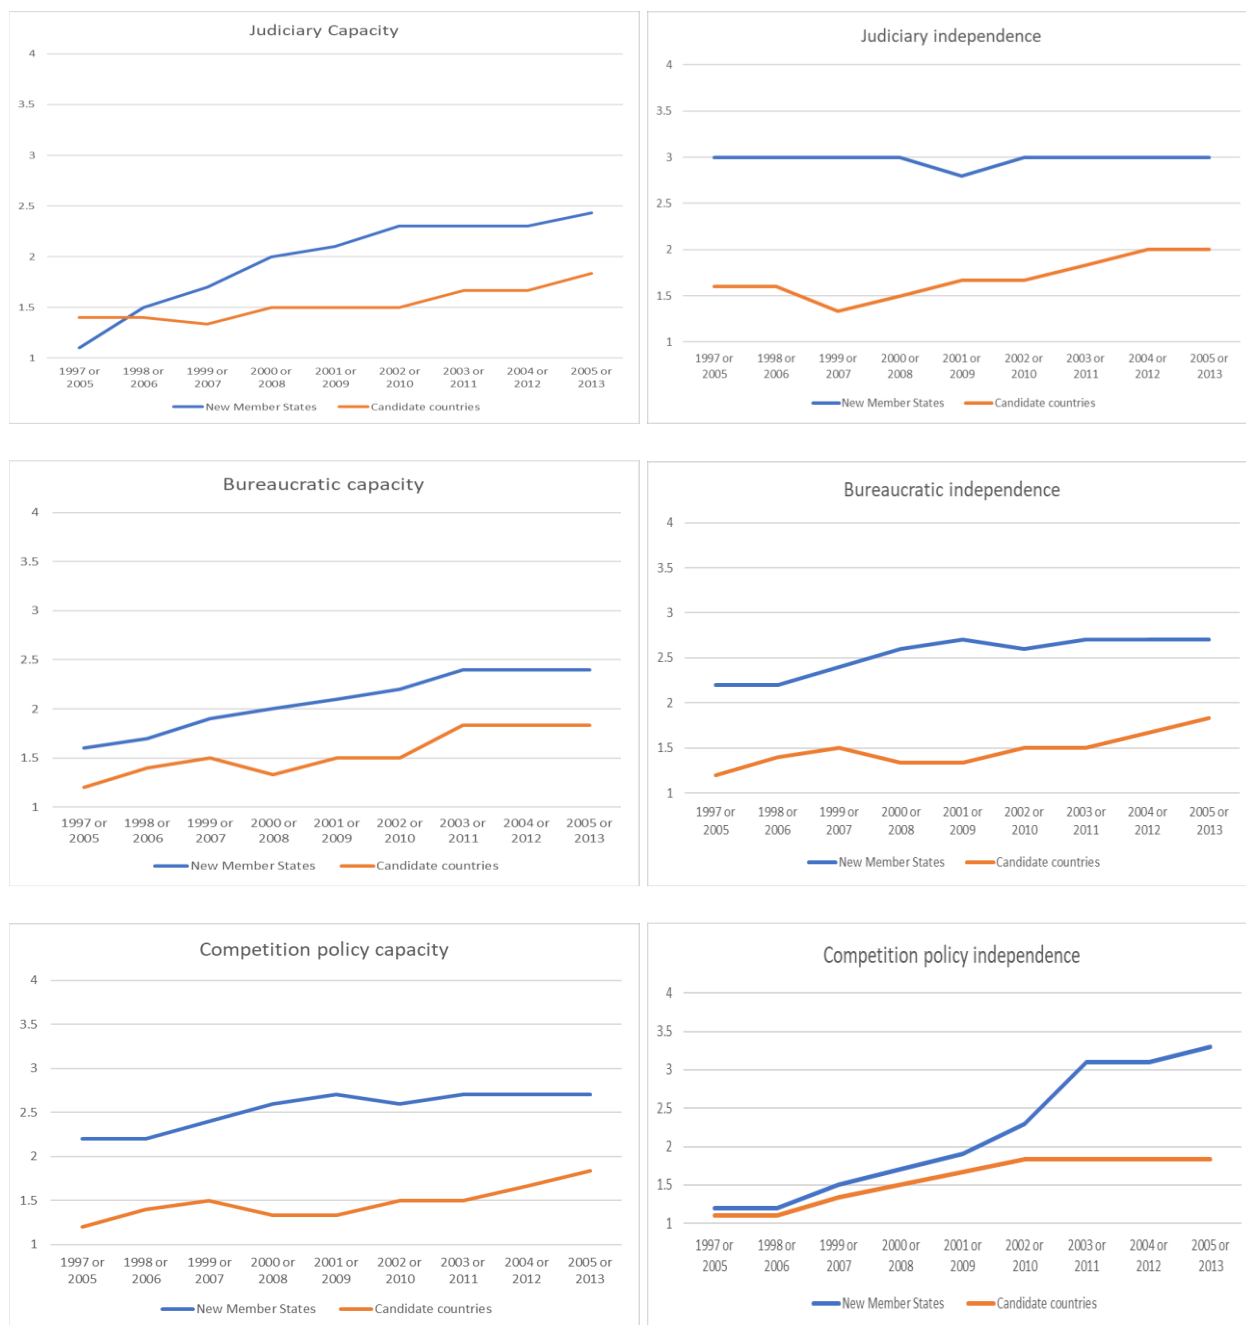 Judiciary Capacity
4
3.5
3
2.5
2
1.5
1
1997 or 1998 or 1999 or 2000 or 2001 or 2002 or 2003 or 2004 or 2005 or
2005 2006 2007 2008 2009 2010 2011 2012 2013
New Member States Candidate countries
Judiciary independence
4
3.5
3
2.5
2
1.5
1
1997 or 1998 or 1999 or 2000 or 2001 or 2002 or 2003 or 2004 or 2005 or
2005 2006 2007 2008 2009 2010 2011 2012 2013
New Member States Candidate countries
Bureaucratic capacity
4
3.5
3
2.5
2
1.5
1
1997 or 1998 or 1999 or 2000 or 2001 or 2002 or 2003 or 2004 or 2005 or
2005 2006 2007 2008 2009 2010 2011 2012 2013
New Member States Candidate countries
Bureaucratic independence
4
3.5
3
2.5
2
1.5
1
1997 or 1998 or 1999 or 2000 or 2001 or 2002 or 2003 or 2004 or 2005 or
2005 2006 2007 2008 2009 2010 2011 2012 2013
New Member States Candidate countries
Competition policy capacity
4
3.5
3
2.5
2
1.5
1
1997 or 1998 or 1999 or 2000 or 2001 or 2002 or 2003 or 2004 or 2005 or
2005 2006 2007 2008 2009 2010 2011 2012 2013
New Member States Candidate countries
Competition policy independence
4
3.5
3
2.5
2
1.5
1
1997 or 1998 or 1999 or 2000 or 2001 or 2002 or 2003 or 2004 or 2005 or
2005 2006 2007 2008 2009 2010 2011 2012 2013
New Member States Candidate countries